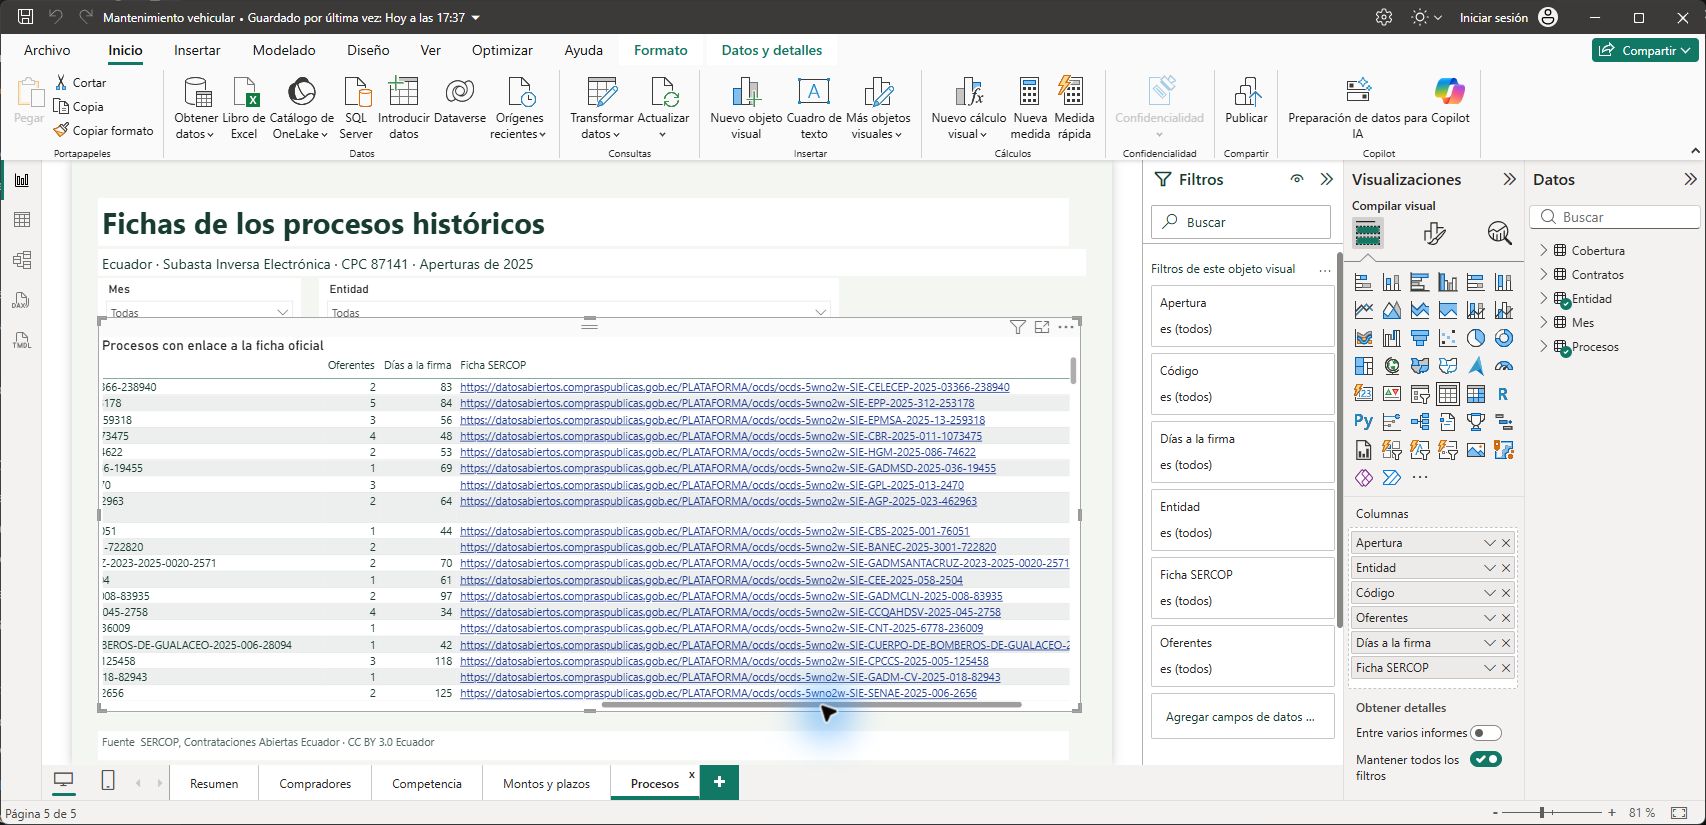 Mantenimiento vehicular • Guardado por última vez: Hoy a las 17:37
Iniciar sesión
Archivo Inicio Insertar Modelado Diseño Ver Optimizar Ayuda Formato Datos y detalles
Compartir
Pegar
Cortar
Copia
Copiar formato
Portapapeles
Obtener datos
Libro de Excel
Catálogo de OneLake
SQL Server
Introducir datos
Dataverse
Orígenes recientes
Datos
Transformar datos
Actualizar
Consultas
Nuevo objeto visual
Cuadro de texto
Más objetos visuales
Insertar
Nuevo cálculo visual
Nueva medida
Medida rápida
Cálculos
Confidencialidad
Confidencialidad
Publicar
Compartir
Preparación de datos para IA
Copilot
Copilot
Fichas de los procesos históricos
Ecuador · Subasta Inversa Electrónica · CPC 87141 · Aperturas de 2025
Mes
Todas
Entidad
Todas
Procesos con enlace a la ficha oficial
Oferentes Días a la firma Ficha SERCOP
366-238940 2 83 https://datosabiertos.compraspublicas.gob.ec/PLATAFORMA/ocds/ocds-5wno2w-SIE-CELECEP-2025-03366-238940
3178 5 84 https://datosabiertos.compraspublicas.gob.ec/PLATAFORMA/ocds/ocds-5wno2w-SIE-EPP-2025-312-253178
259318 3 56 https://datosabiertos.compraspublicas.gob.ec/PLATAFORMA/ocds/ocds-5wno2w-SIE-EPMSA-2025-13-259318
73475 4 48 https://datosabiertos.compraspublicas.gob.ec/PLATAFORMA/ocds/ocds-5wno2w-SIE-CBR-2025-011-1073475
4622 2 53 https://datosabiertos.compraspublicas.gob.ec/PLATAFORMA/ocds/ocds-5wno2w-SIE-HGM-2025-086-74622
6-19455 1 69 https://datosabiertos.compraspublicas.gob.ec/PLATAFORMA/ocds/ocds-5wno2w-SIE-GADMSD-2025-036-19455
70 3 https://datosabiertos.compraspublicas.gob.ec/PLATAFORMA/ocds/ocds-5wno2w-SIE-GPL-2025-013-2470
2963 2 64 https://datosabiertos.compraspublicas.gob.ec/PLATAFORMA/ocds/ocds-5wno2w-SIE-AGP-2025-023-462963
051 1 44 https://datosabiertos.compraspublicas.gob.ec/PLATAFORMA/ocds/ocds-5wno2w-SIE-CBS-2025-001-76051
-722820 2 https://datosabiertos.compraspublicas.gob.ec/PLATAFORMA/ocds/ocds-5wno2w-SIE-BANEC-2025-3001-722820
Z-2023-2025-0020-2571 2 70 https://datosabiertos.compraspublicas.gob.ec/PLATAFORMA/ocds/ocds-5wno2w-SIE-GADMSANTACRUZ-2023-2025-0020-2571
04 1 61 https://datosabiertos.compraspublicas.gob.ec/PLATAFORMA/ocds/ocds-5wno2w-SIE-CEE-2025-058-2504
008-83935 2 97 https://datosabiertos.compraspublicas.gob.ec/PLATAFORMA/ocds/ocds-5wno2w-SIE-GADMCLN-2025-008-83935
045-2758 4 34 https://datosabiertos.compraspublicas.gob.ec/PLATAFORMA/ocds/ocds-5wno2w-SIE-CCQAHDSV-2025-045-2758
36009 1 https://datosabiertos.compraspublicas.gob.ec/PLATAFORMA/ocds/ocds-5wno2w-SIE-CNT-2025-6778-236009
BEROS-DE-GUALACEO-2025-006-28094 1 42 https://datosabiertos.compraspublicas.gob.ec/PLATAFORMA/ocds/ocds-5wno2w-SIE-CUERPO-DE-BOMBEROS-DE-GUALACEO-2
125458 3 118 https://datosabiertos.compraspublicas.gob.ec/PLATAFORMA/ocds/ocds-5wno2w-SIE-CPCCS-2025-005-125458
018-82943 1 https://datosabiertos.compraspublicas.gob.ec/PLATAFORMA/ocds/ocds-5wno2w-SIE-GADM-CV-2025-018-82943
2656 2 125 https://datosabiertos.compraspublicas.gob.ec/PLATAFORMA/ocds/ocds-5wno2w-SIE-SENAE-2025-006-2656
Fuente SERCOP, Contrataciones Abiertas Ecuador · CC BY 3.0 Ecuador
Filtros
Buscar
Filtros de este objeto visual ...
Apertura
es (todos)
Código
es (todos)
Días a la firma
es (todos)
Entidad
es (todos)
Ficha SERCOP
es (todos)
Oferentes
es (todos)
Agregar campos de datos ...
Visualizaciones
Compilar visual
Columnas
Apertura
Entidad
Código
Oferentes
Días a la firma
Ficha SERCOP
Obtener detalles
Entre varios informes
Mantener todos los filtros
Datos
Buscar
Cobertura
Contratos
Entidad
Mes
Procesos
Resumen Compradores Competencia Montos y plazos Procesos x +
Página 5 de 5
- + 81 %